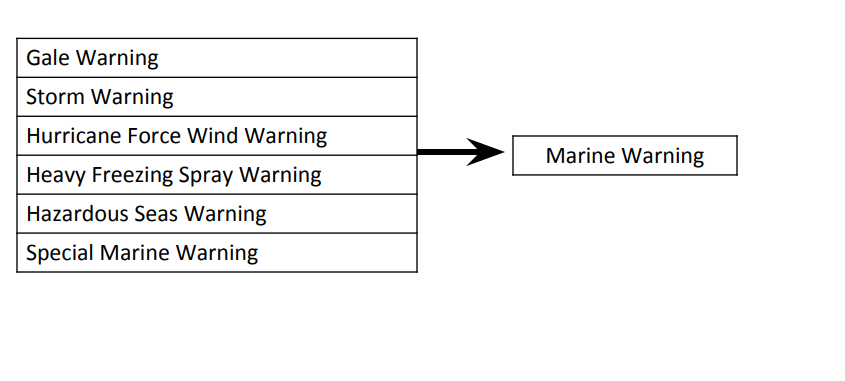 Gale Warning
Storm Warning
Hurricane Force Wind Warning
Heavy Freezing Spray Warning
Hazardous Seas Warning
Special Marine Warning
Marine Warning